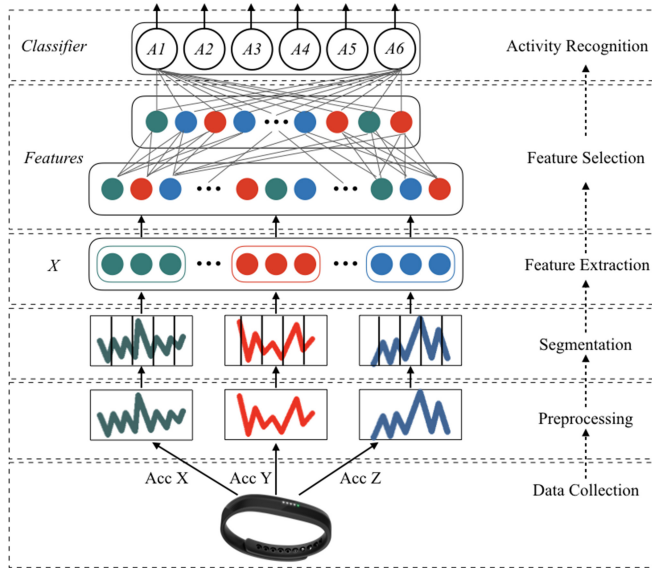 Classifier
A1 A2 A3 A4 A5 A6
Activity Recognition
Features
Feature Selection
X
Feature Extraction
Segmentation
Preprocessing
Acc X
Acc Y
Acc Z
Data Collection